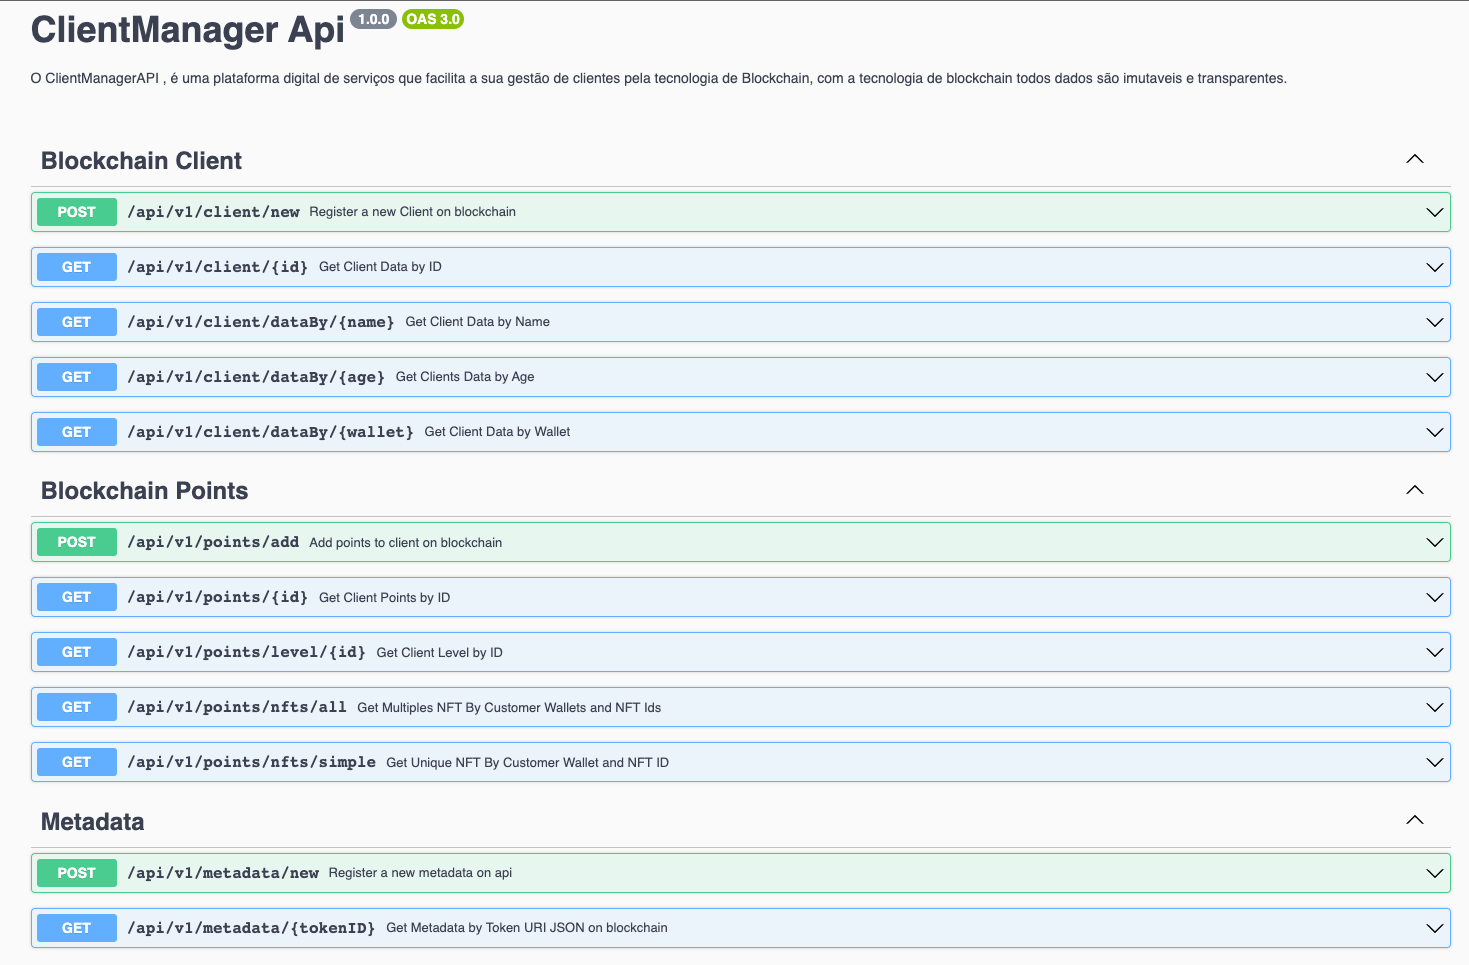 ClientManager Api 1.0.0 OAS 3.0
O ClientManagerAPI , é uma plataforma digital de serviços que facilita a sua gestão de clientes pela tecnologia de Blockchain, com a tecnologia de blockchain todos dados são imutaveis e transparentes.
Blockchain Client
POST /api/v1/client/new Register a new Client on blockchain
GET /api/v1/client/{id} Get Client Data by ID
GET /api/v1/client/dataBy/{name} Get Client Data by Name
GET /api/v1/client/dataBy/{age} Get Clients Data by Age
GET /api/v1/client/dataBy/{wallet} Get Client Data by Wallet
Blockchain Points
POST /api/v1/points/add Add points to client on blockchain
GET /api/v1/points/{id} Get Client Points by ID
GET /api/v1/points/level/{id} Get Client Level by ID
GET /api/v1/points/nfts/all Get Multiples NFT By Customer Wallets and NFT Ids
GET /api/v1/points/nfts/simple Get Unique NFT By Customer Wallet and NFT ID
Metadata
POST /api/v1/metadata/new Register a new metadata on api
GET /api/v1/metadata/{tokenID} Get Metadata by Token URI JSON on blockchain